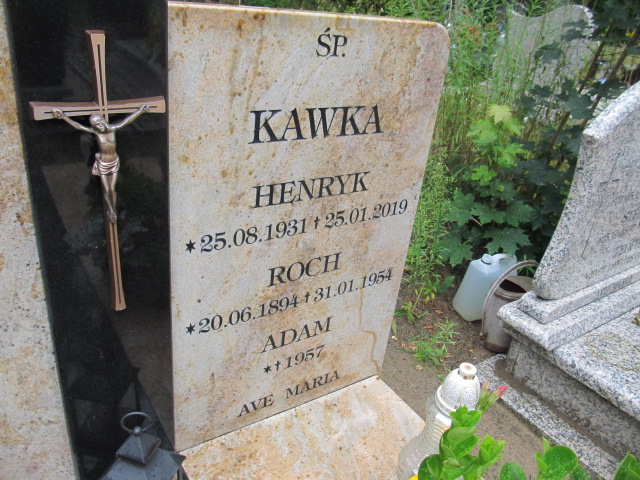 ŚP.
KAWKA
HENRYK
*25.08.1931 †25.01.2019
ROCH
*20.06.1894 †31.01.1954
ADAM
*†1957
AVE MARIA